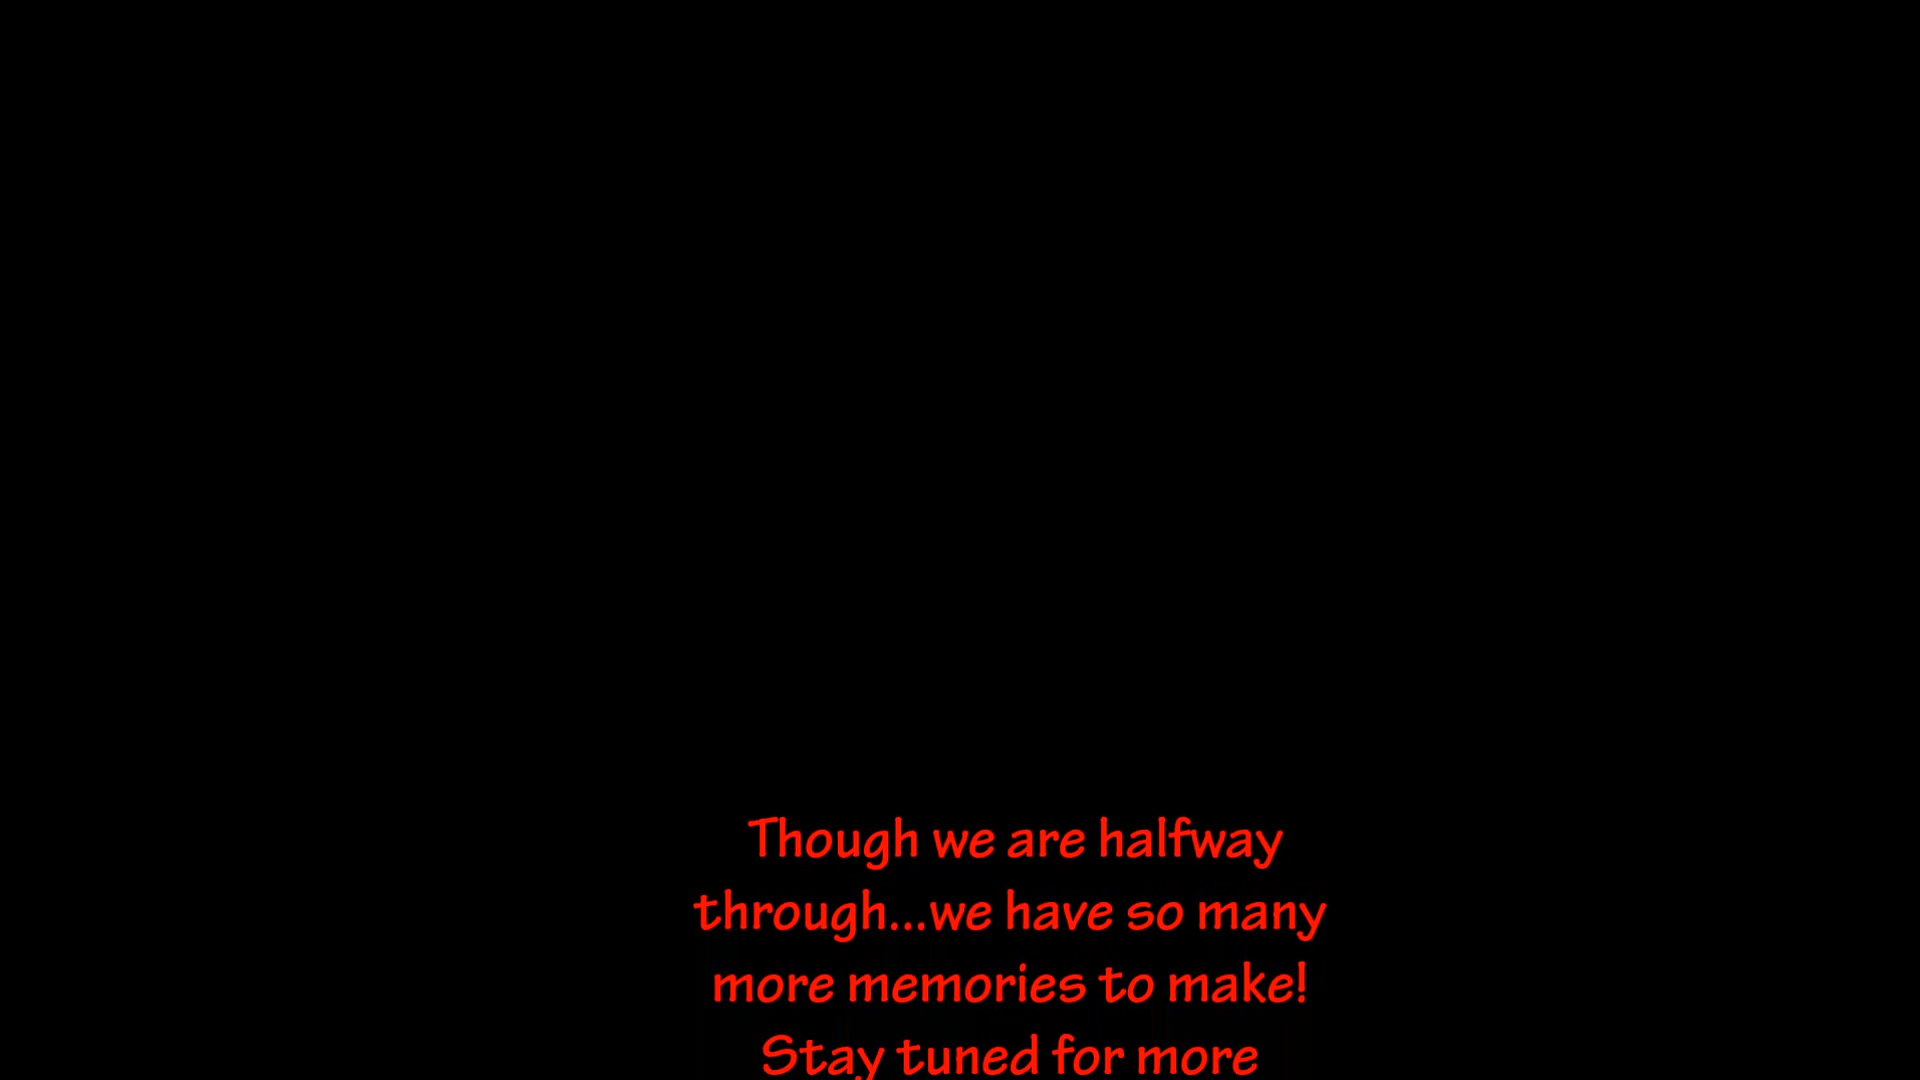 Though we are halfway
through...we have so many
more memories to make!
Stay tuned for more